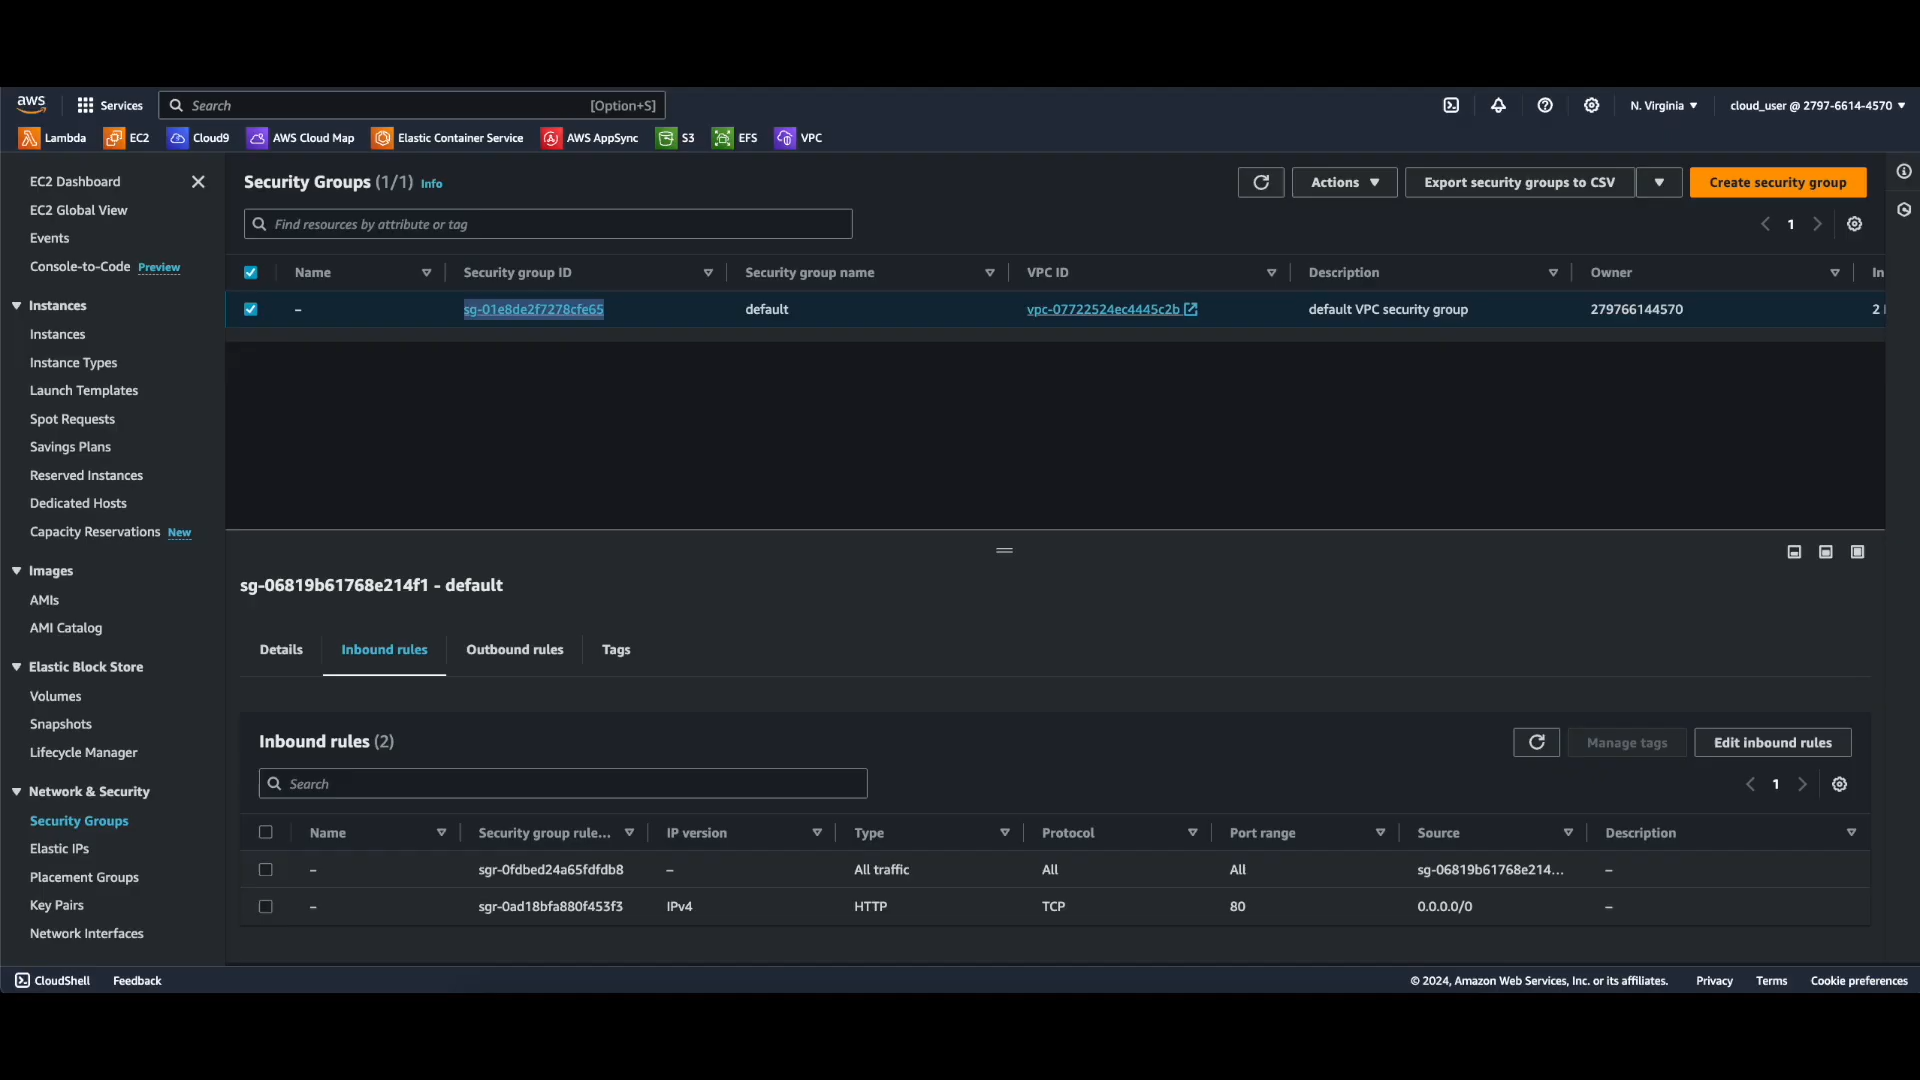 aws
Services
Search
[Option+S]
N. Virginia
cloud_user @ 2797-6614-4570
Lambda
EC2
Cloud9
AWS Cloud Map
Elastic Container Service
AWS AppSync
S3
EFS
VPC
EC2 Dashboard
EC2 Global View
Events
Console-to-Code Preview
Instances
Instances
Instance Types
Launch Templates
Spot Requests
Savings Plans
Reserved Instances
Dedicated Hosts
Capacity Reservations New
Images
AMIs
AMI Catalog
Elastic Block Store
Volumes
Snapshots
Lifecycle Manager
Network & Security
Security Groups
Elastic IPs
Placement Groups
Key Pairs
Network Interfaces
Security Groups (1/1) Info
Actions
Export security groups to CSV
Create security group
Find resources by attribute or tag
1
Name Security group ID Security group name VPC ID Description Owner In
– sg-01e8de2f7278cfe65 default vpc-07722524ec4445c2b default VPC security group 279766144570 2
sg-06819b61768e214f1 - default
Details Inbound rules Outbound rules Tags
Inbound rules (2)
Manage tags
Edit inbound rules
Search
1
Name Security group rule... IP version Type Protocol Port range Source Description
– sgr-0fdbed24a65fdfdb8 – All traffic All All sg-06819b61768e214... –
– sgr-0ad18bfa880f453f3 IPv4 HTTP TCP 80 0.0.0.0/0 –
CloudShell Feedback
© 2024, Amazon Web Services, Inc. or its affiliates. Privacy Terms Cookie preferences